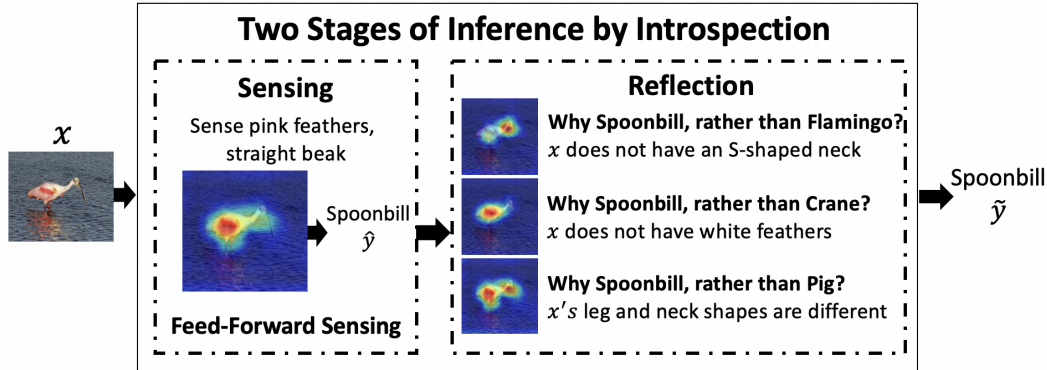 Two Stages of Inference by Introspection
x
Sensing
Sense pink feathers,
straight beak
Spoonbill
ŷ
Feed-Forward Sensing
Reflection
Why Spoonbill, rather than Flamingo?
x does not have an S-shaped neck
Why Spoonbill, rather than Crane?
x does not have white feathers
Why Spoonbill, rather than Pig?
x's leg and neck shapes are different
Spoonbill
ỹ